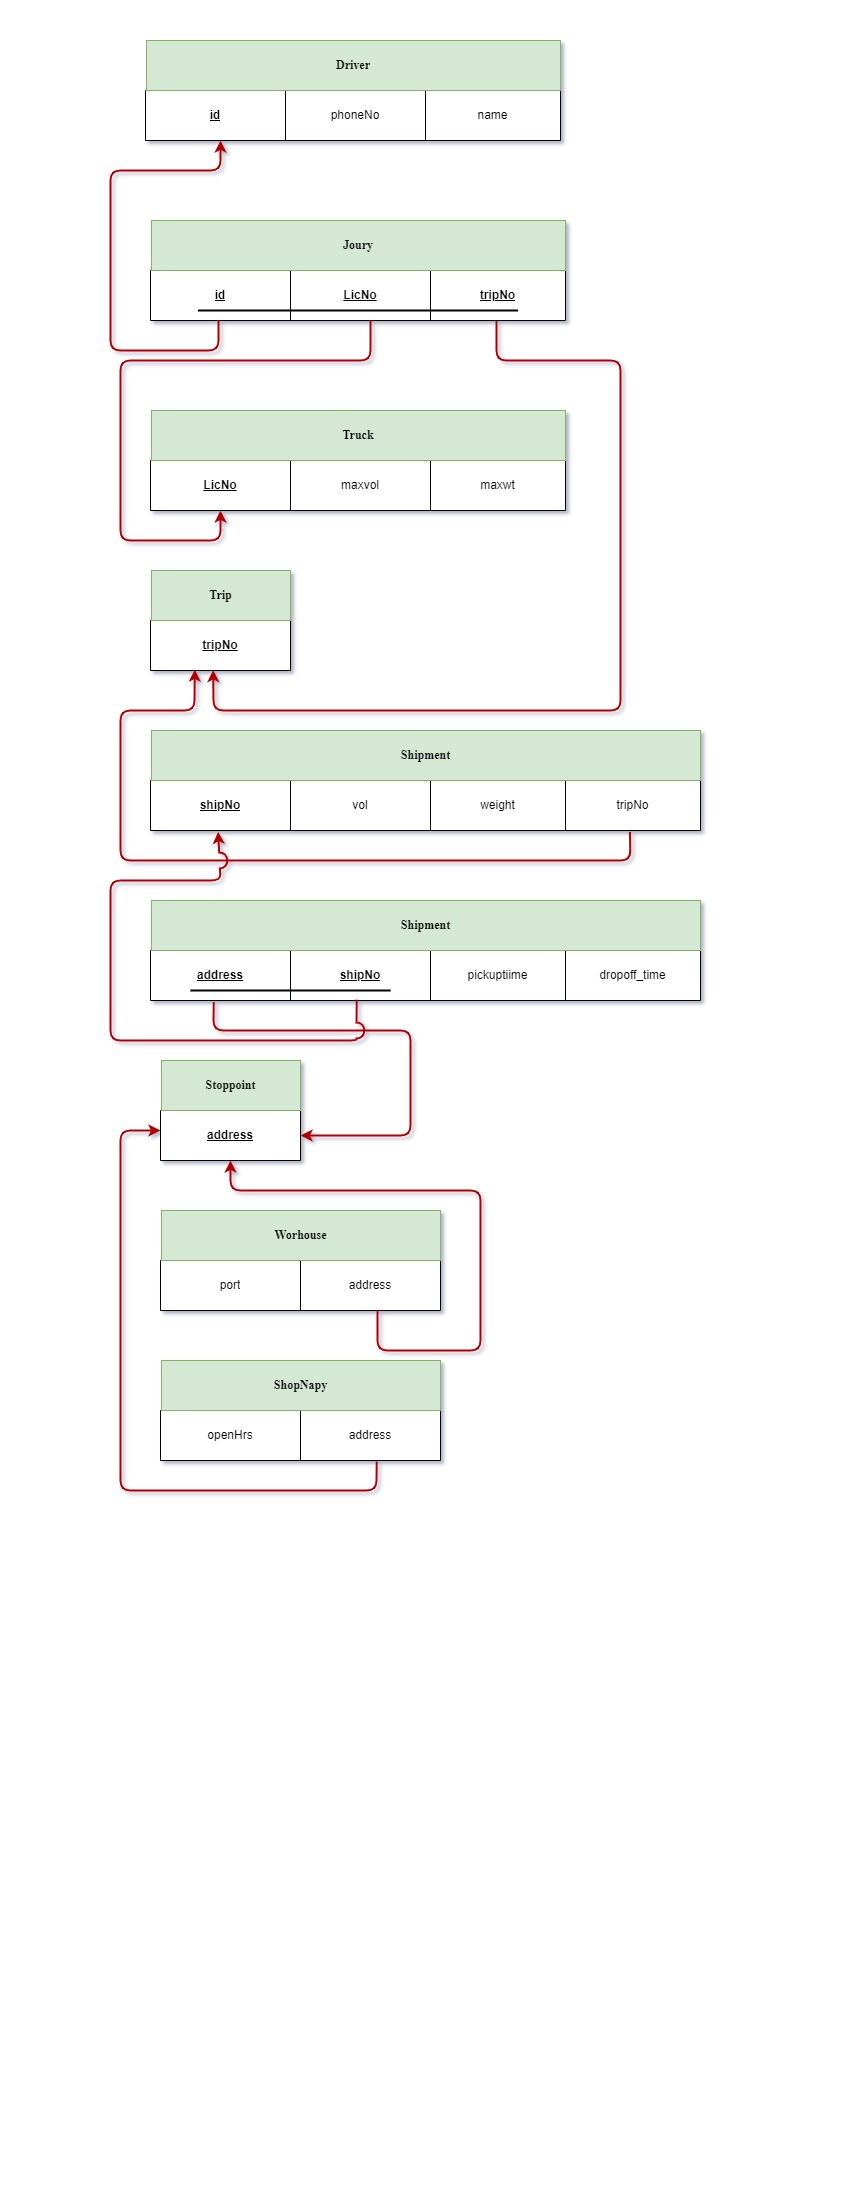 Driver
id phoneNo name
Joury
id LicNo tripNo
Truck
LicNo maxvol maxwt
Trip
tripNo
Shipment
shipNo vol weight tripNo
Shipment
address shipNo pickuptiime dropoff_time
Stoppoint
address
Worhouse
port address
ShopNapy
openHrs address